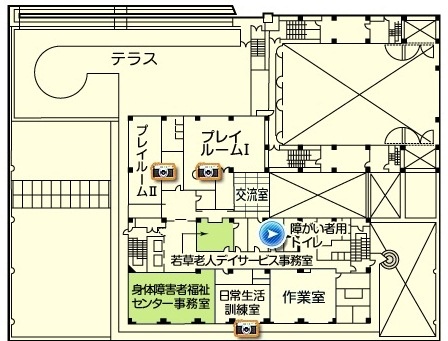 テラス
プレイ
ルームI
プレイルームII
交流室
障がい者用
トイレ
若草老人デイサービス事務室
身体障害者福祉
センター事務室
日常生活
訓練室
作業室